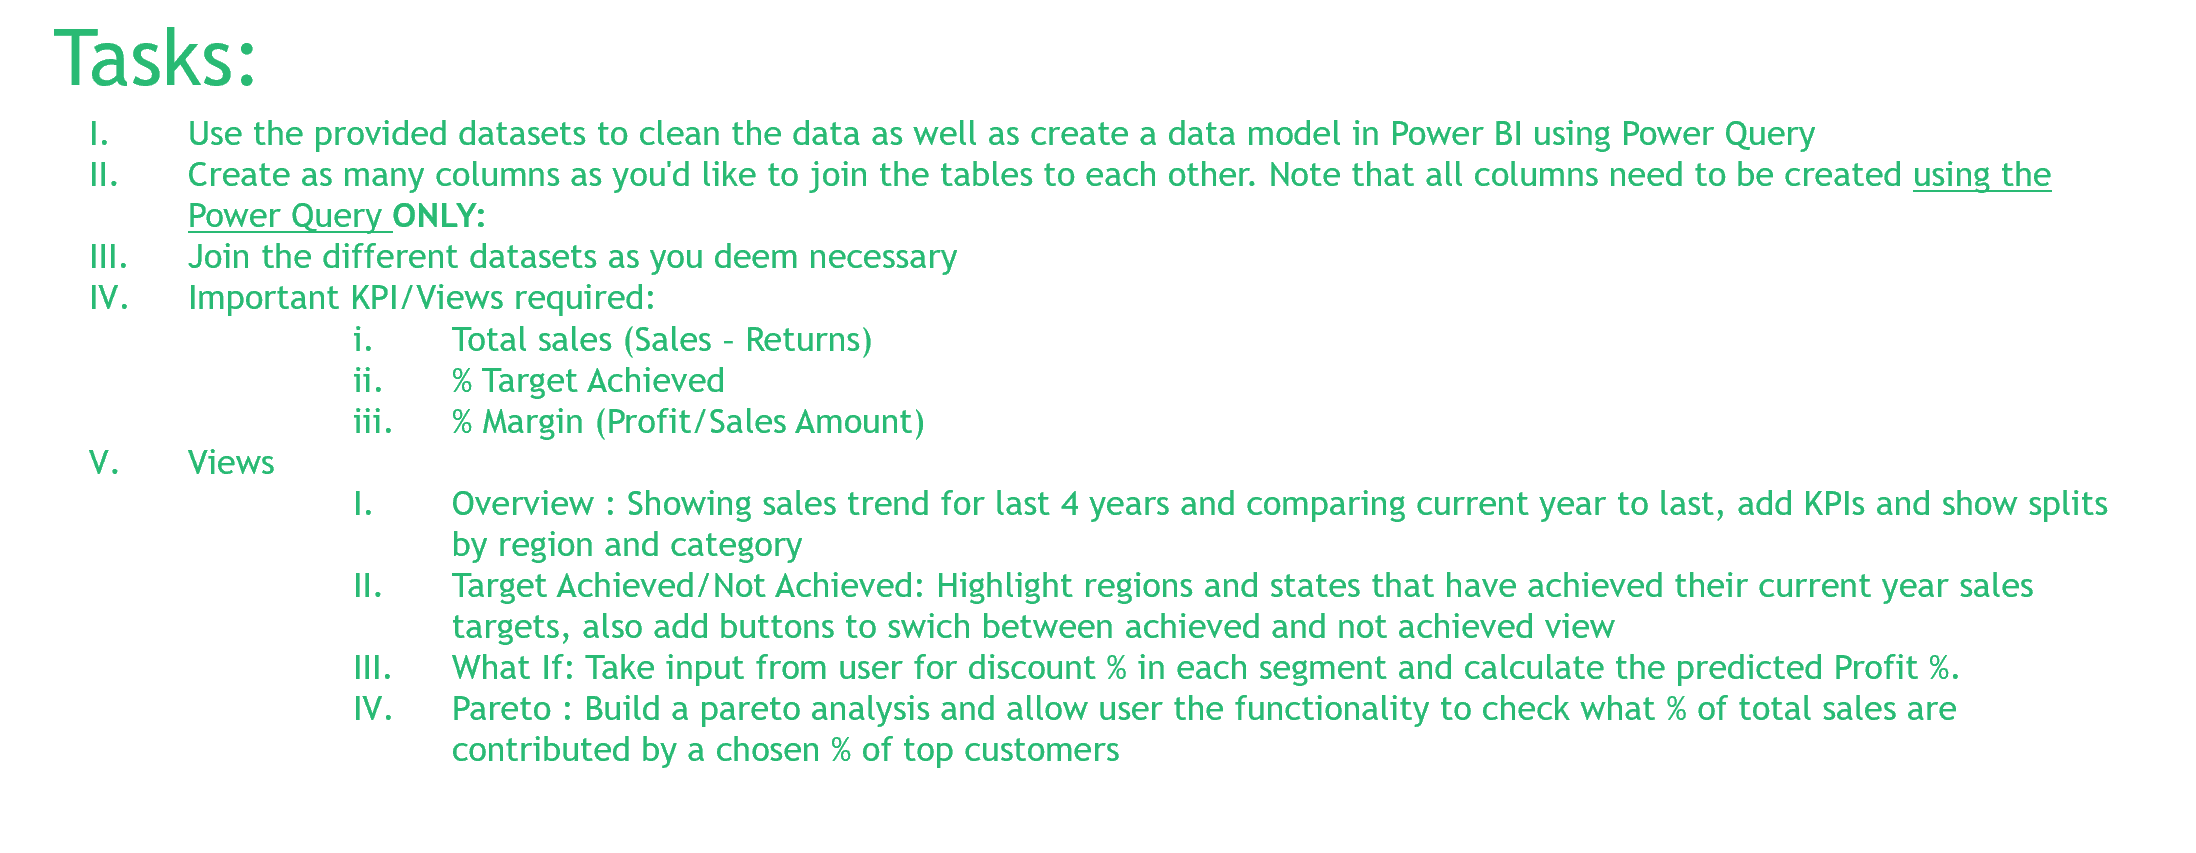 Tasks:
I. Use the provided datasets to clean the data as well as create a data model in Power BI using Power Query
II. Create as many columns as you'd like to join the tables to each other. Note that all columns need to be created using the
Power Query ONLY:
III. Join the different datasets as you deem necessary
IV. Important KPI/Views required:
i. Total sales (Sales – Returns)
ii. % Target Achieved
iii. % Margin (Profit/Sales Amount)
V. Views
I. Overview : Showing sales trend for last 4 years and comparing current year to last, add KPIs and show splits
by region and category
II. Target Achieved/Not Achieved: Highlight regions and states that have achieved their current year sales
targets, also add buttons to swich between achieved and not achieved view
III. What If: Take input from user for discount % in each segment and calculate the predicted Profit %.
IV. Pareto : Build a pareto analysis and allow user the functionality to check what % of total sales are
contributed by a chosen % of top customers